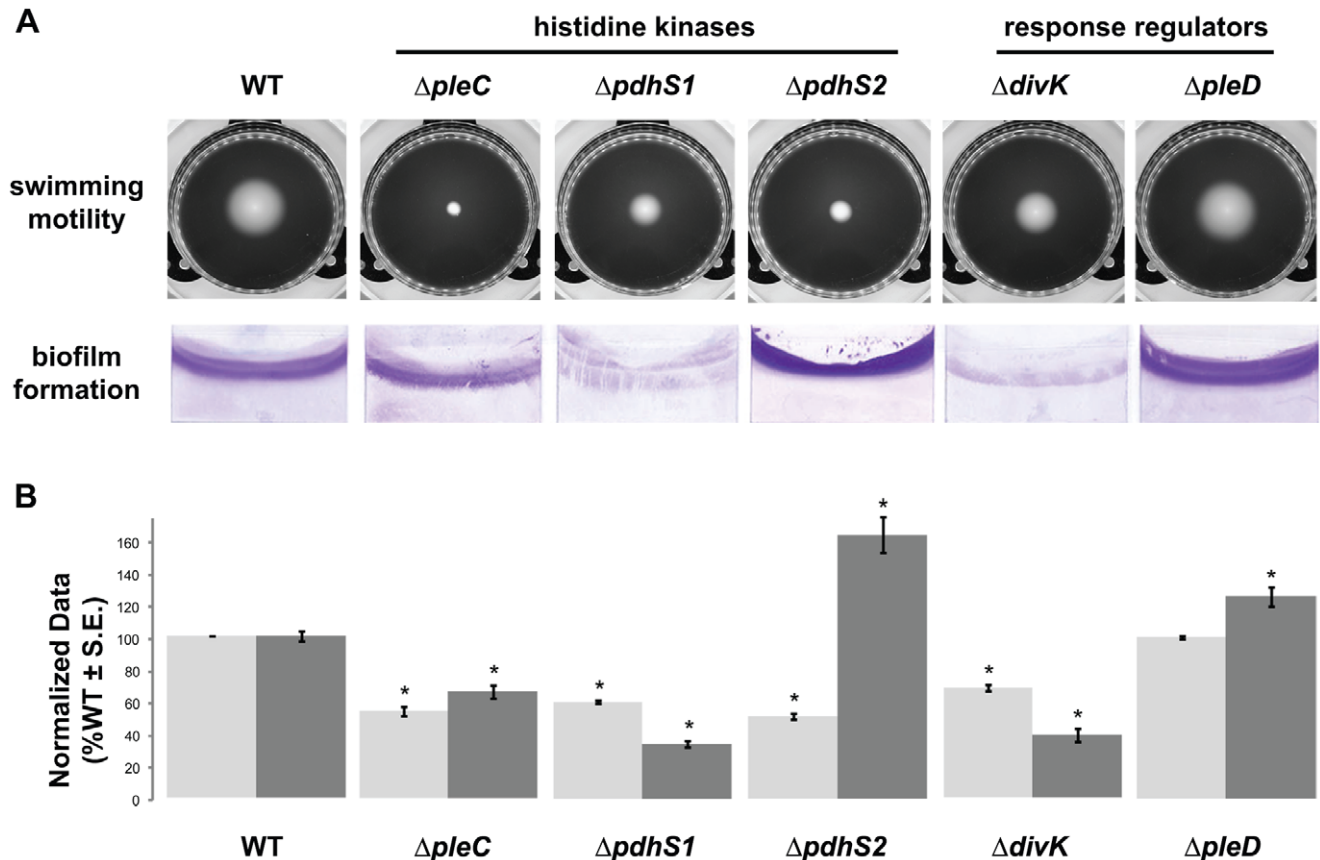 A
histidine kinases
response regulators
WT
ΔpleC
ΔpdhS1
ΔpdhS2
ΔdivK
ΔpleD
swimming
motility
biofilm
formation
B
Normalized Data
(%WT ± S.E.)
160
140
120
100
80
60
40
20
0
*
*
*
*
*
*
*
*
*
WT
ΔpleC
ΔpdhS1
ΔpdhS2
ΔdivK
ΔpleD